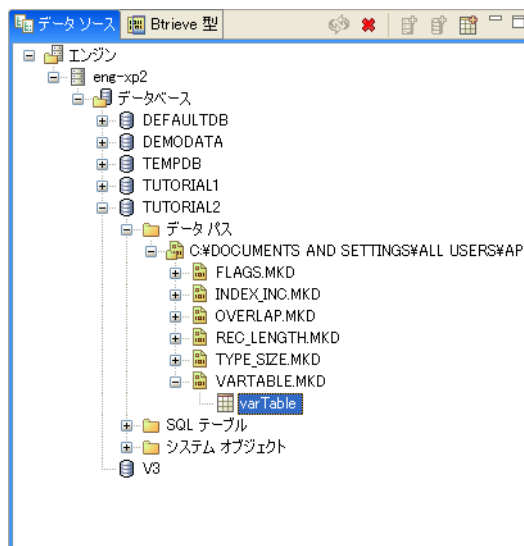 データ ソース Btrieve 型
エンジン
eng-xp2
データベース
DEFAULTDB
DEMODATA
TEMPDB
TUTORIAL1
TUTORIAL2
データ パス
C:¥DOCUMENTS AND SETTINGS¥ALL USERS¥AP
FLAGS.MKD
INDEX_INC.MKD
OVERLAP.MKD
REC_LENGTH.MKD
TYPE_SIZE.MKD
VARTABLE.MKD
varTable
SQL テーブル
システム オブジェクト
V3